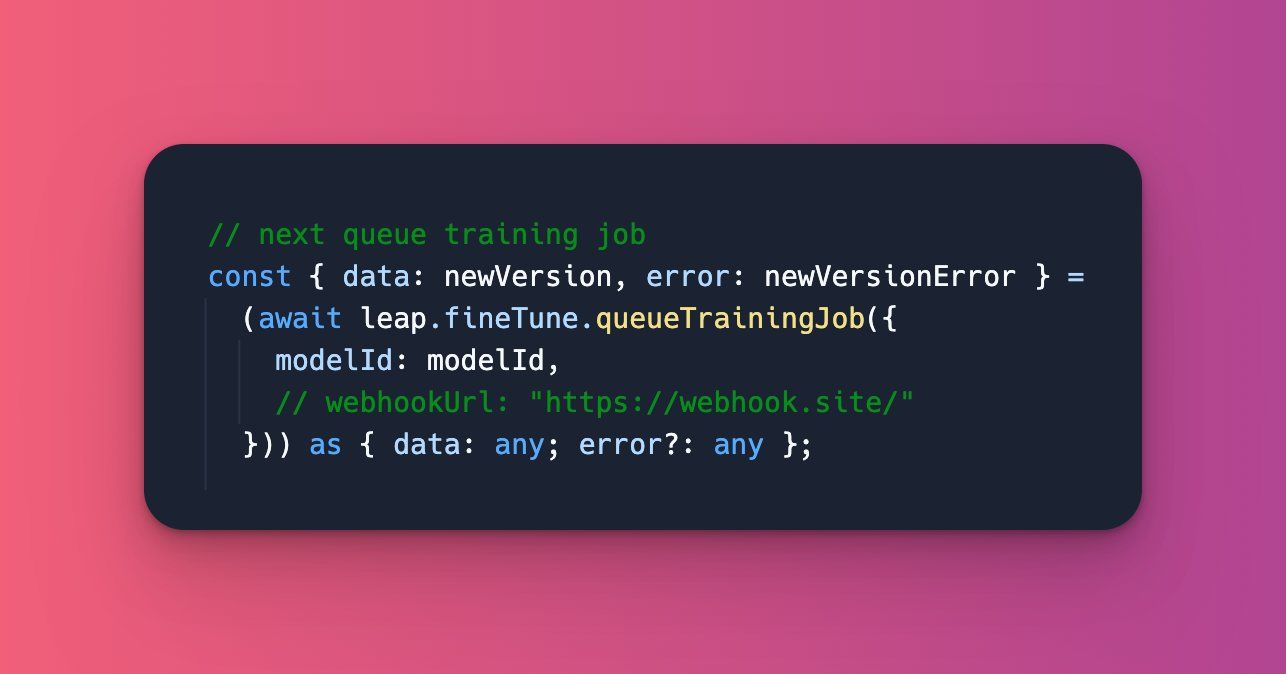 // next queue training job
const { data: newVersion, error: newVersionError } =
(await leap.fineTune.queueTrainingJob({
modelId: modelId,
// webhookUrl: "https://webhook.site/"
})) as { data: any; error?: any };